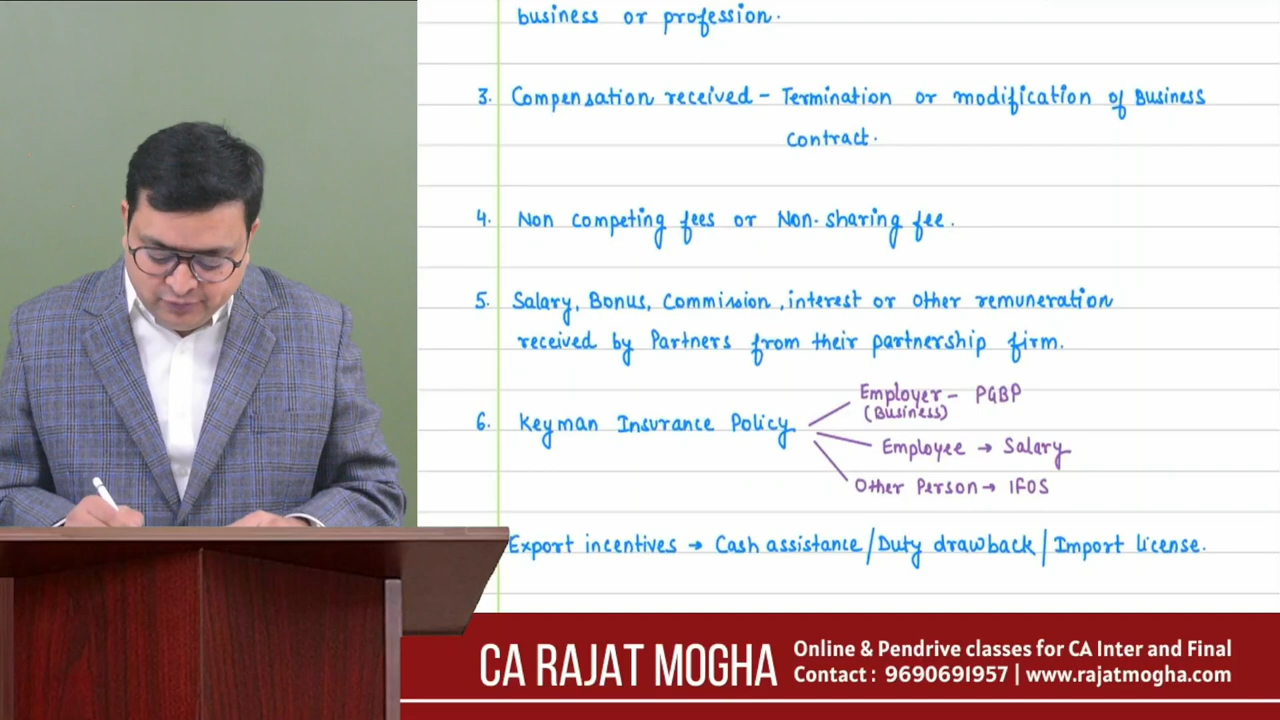 business or profession.
3. Compensation received - Termination or modification of Business
contract.
4. Non competing fees or Non-sharing fee.
5. Salary, Bonus, Commission, interest or other remuneration
received by Partners from their partnership firm.
6. Keyman Insurance Policy
Employer - PGBP
(Business)
Employee → Salary
Other Person → IFOS
Export incentives → Cash assistance/Duty drawback/Import license.
CA RAJAT MOGHA
Online & Pendrive classes for CA Inter and Final
Contact : 9690691957 | www.rajatmogha.com